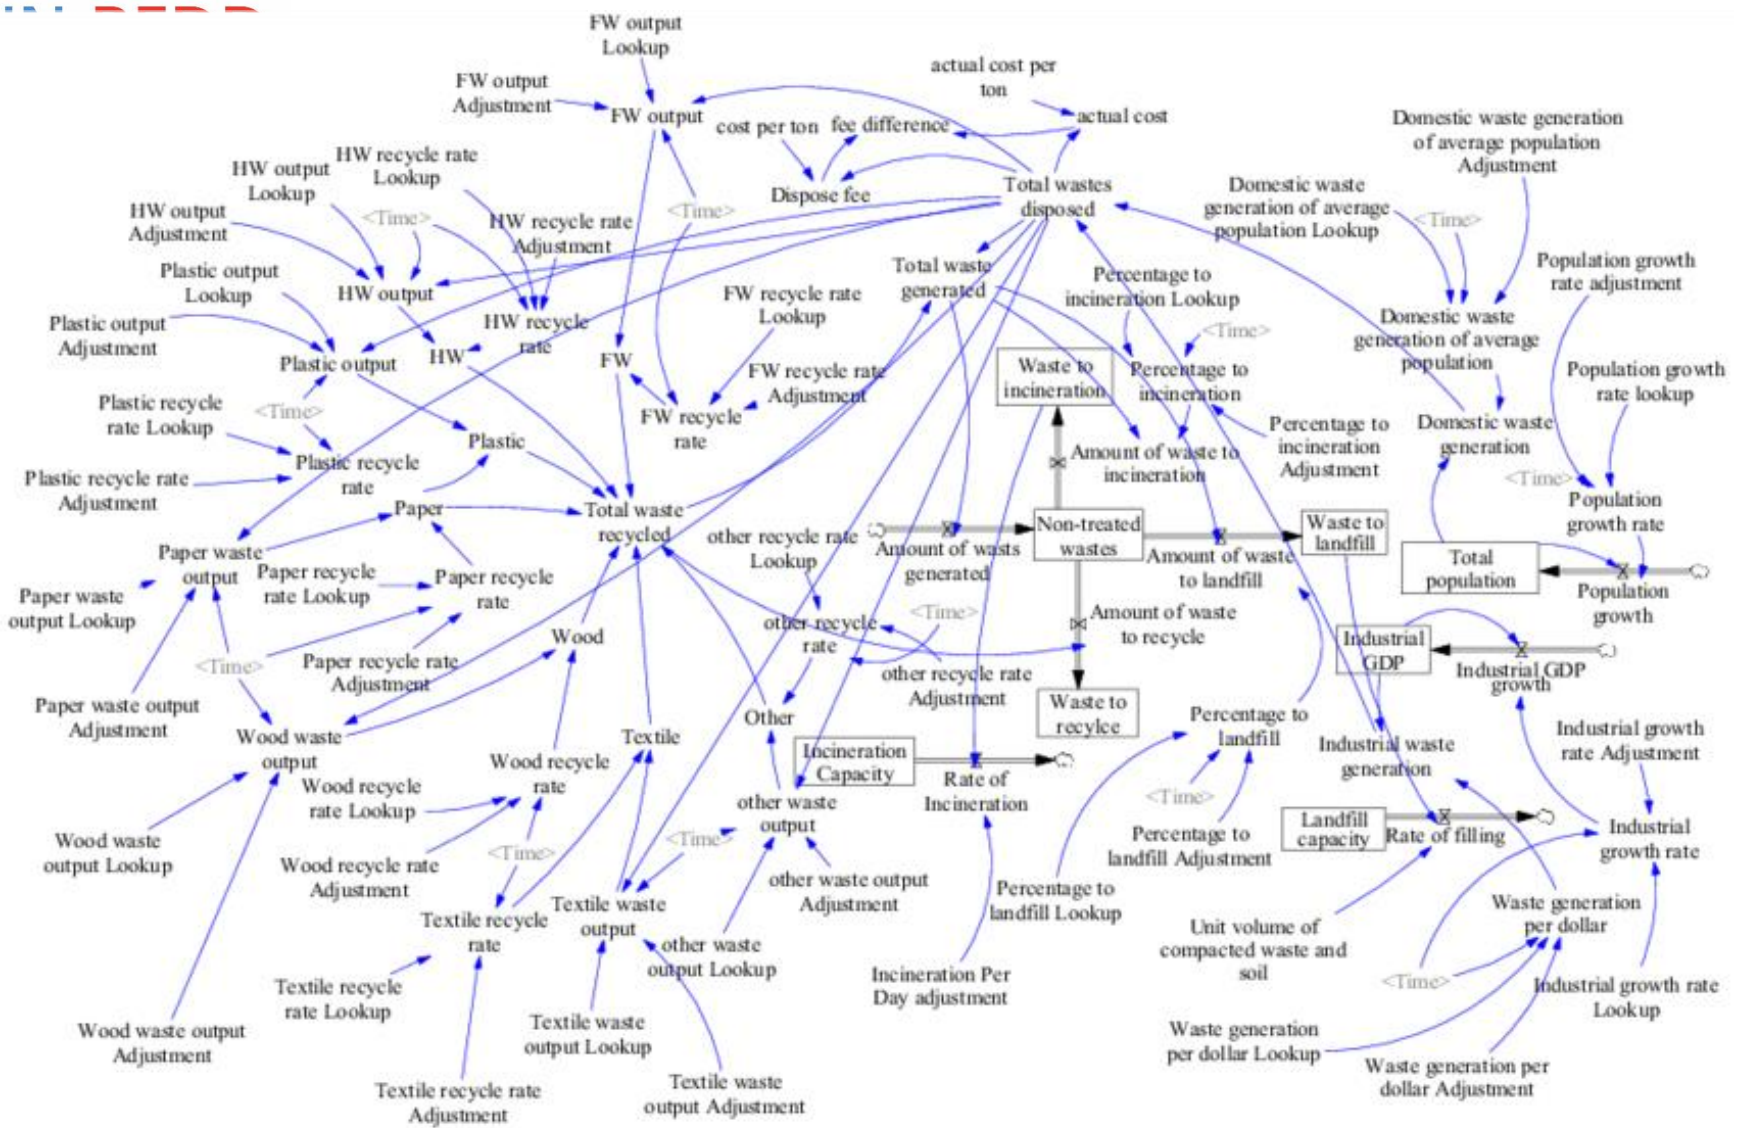 FW output
Lookup
FW output
Adjustment
FW output
actual cost per
ton
cost per ton
fee difference
actual cost
Domestic waste generation
of average population
Adjustment
HW output
Lookup
HW recycle rate
Lookup
<Time>
HW output
Adjustment
HW recycle rate
Adjustment
Dispose fee
<Time>
Total wastes
disposed
Domestic waste
generation of average
population Lookup
<Time>
Plastic output
Lookup
HW output
Total waste
generated
Percentage to
incineration Lookup
Population growth
rate adjustment
Plastic output
Adjustment
HW recycle
rate
FW recycle rate
Lookup
<Time>
Domestic waste
generation of average
population
Plastic output
HW
FW
FW recycle rate
Adjustment
Waste to
incineration
Percentage to
incineration
Population growth
rate lookup
Plastic recycle
rate Lookup
<Time>
FW recycle
rate
Plastic
Percentage to
incineration
Adjustment
Domestic waste
generation
Plastic recycle rate
Adjustment
Plastic recycle
rate
Amount of waste to
incineration
<Time>
Population
growth rate
Paper
Total waste
recycled
other recycle rate
Lookup
Amount of wasts
generated
Non-treated
wastes
Amount of waste
to landfill
Waste to
landfill
Total
population
Population
growth
Paper waste
output
Paper recycle
rate Lookup
Paper recycle
rate
Paper waste
output Lookup
<Time>
Amount of waste
to recycle
Wood
other recycle
rate
<Time>
Paper recycle rate
Adjustment
other recycle rate
Adjustment
Industrial
GDP
Industrial GDP
growth
Paper waste output
Adjustment
Waste to
recylce
Other
Wood waste
output
Textile
Percentage to
landfill
Industrial growth
rate Adjustment
Incineration
Capacity
Rate of
Incineration
Industrial waste
generation
Wood recycle
rate
Wood recycle
rate Lookup
<Time>
other waste
output
Landfill
capacity
Rate of filling
Industrial
growth rate
Wood waste
output Lookup
<Time>
<Time>
Percentage to
landfill Adjustment
Wood recycle rate
Adjustment
other waste output
Adjustment
Percentage to
landfill Lookup
Textile recycle
rate
Textile waste
output
Waste generation
per dollar
Unit volume of
compacted waste and
soil
other waste
output Lookup
Incineration Per
Day adjustment
<Time>
Industrial growth rate
Lookup
Textile recycle
rate Lookup
Wood waste output
Adjustment
Textile waste
output Lookup
Waste generation
per dollar Lookup
Waste generation per
dollar Adjustment
Textile recycle rate
Adjustment
Textile waste
output Adjustment